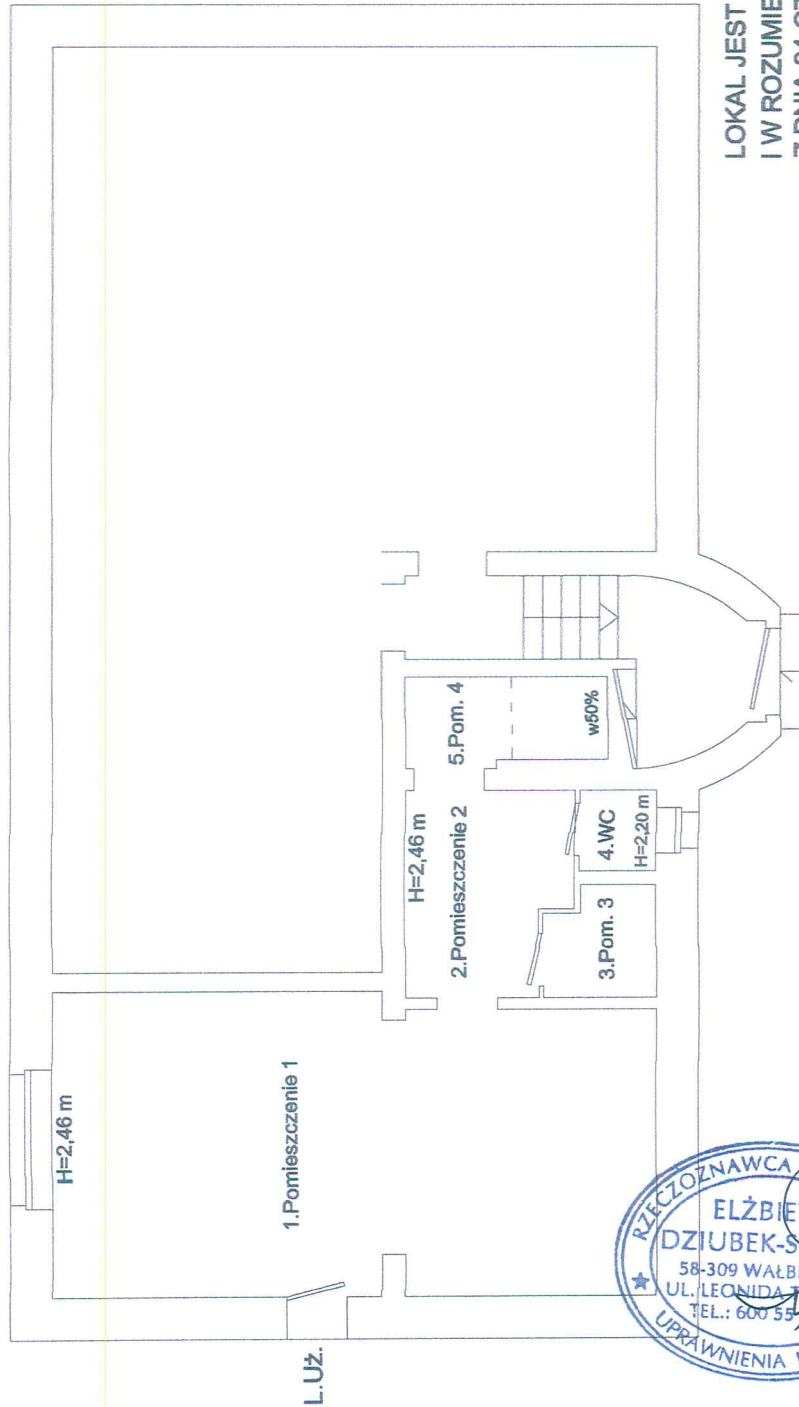 LOKAL JEST
I W ROZUMIE
H=2,46 m
1.Pomieszczenie 1
L.Uż.
H=2,46 m
2.Pomieszczenie 2
5.Pom. 4
w50%
3.Pom. 3
4.WC
H=2,20 m
RZECZOZNAWCA
ELŻBIE
DZIUBEK-S
58-309 WAŁB
UL. LEONIDA
TEL.: 600 55
UPRAWNIENIA